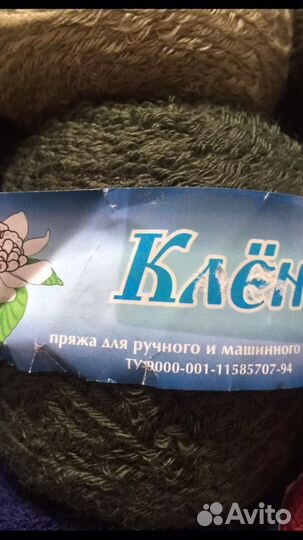 Клён
пряжа для ручного и машинного
ТУ 9000-001-11585707-94
Avito